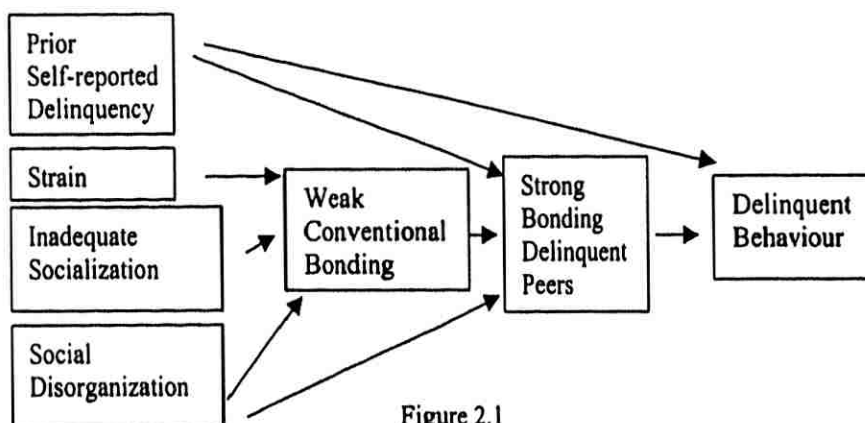 Prior
Self-reported
Delinquency
Strain
Inadequate
Socialization
Social
Disorganization
Weak
Conventional
Bonding
Strong
Bonding
Delinquent
Peers
Delinquent
Behaviour
Figure 2.1